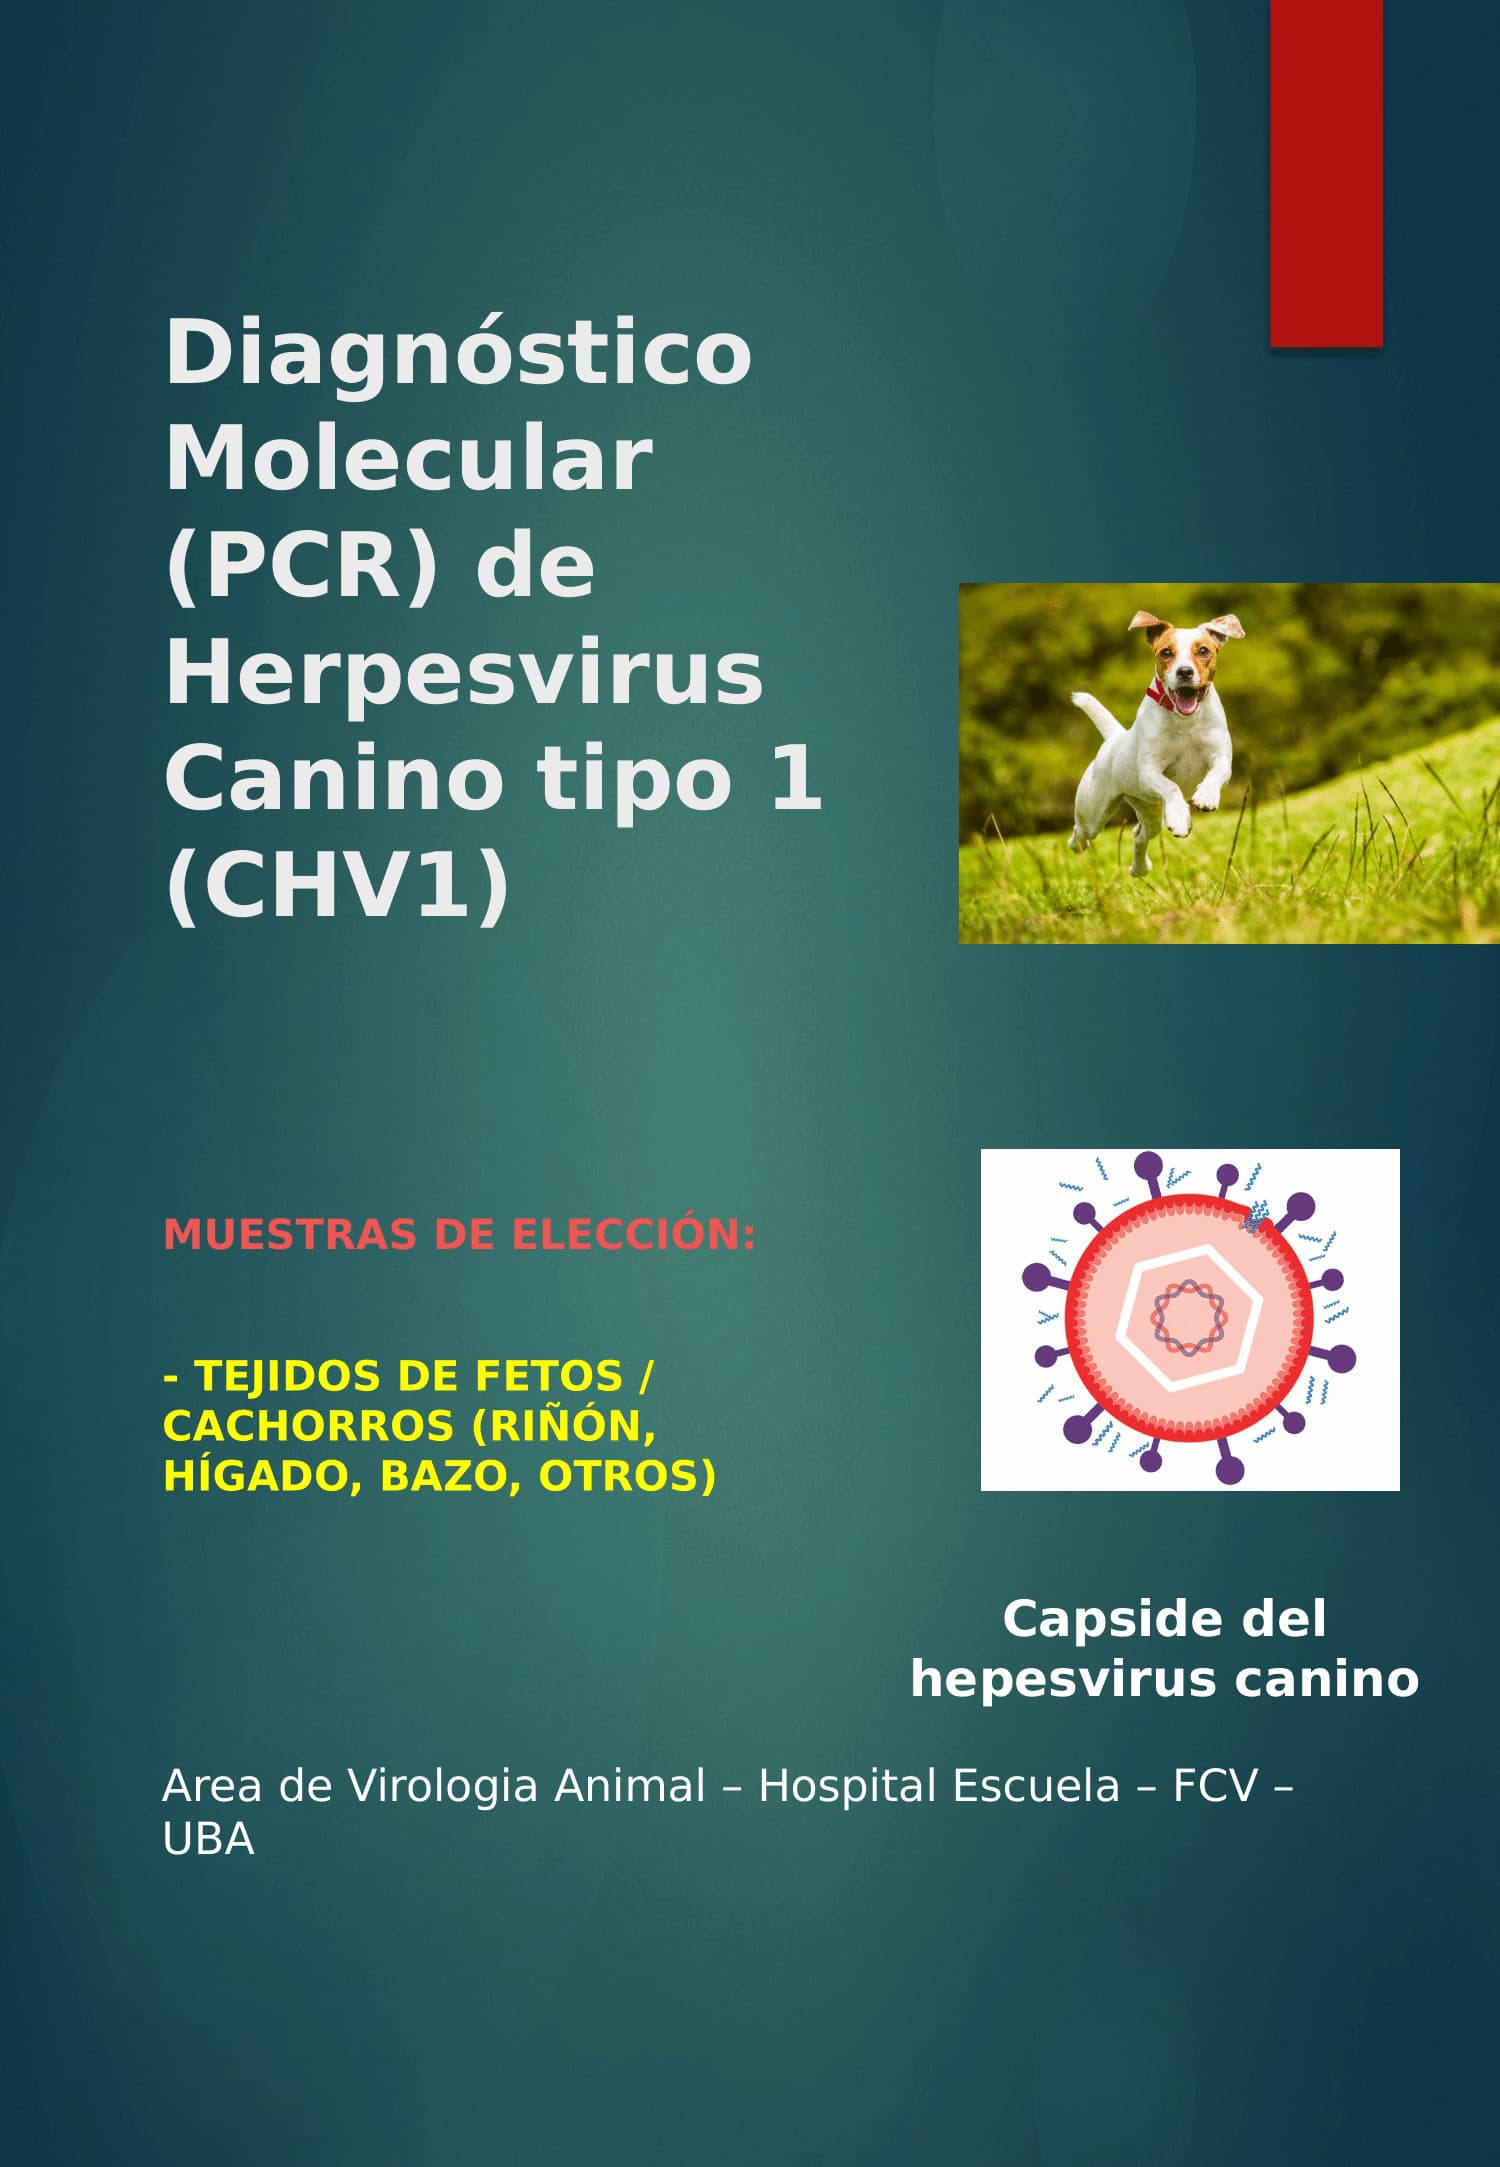 Diagnóstico
Molecular
(PCR) de
Herpesvirus
Canino tipo 1
(CHV1)
MUESTRAS DE ELECCIÓN:
- TEJIDOS DE FETOS /
CACHORROS (RIÑÓN,
HÍGADO, BAZO, OTROS)
Capside del
hepesvirus canino
Area de Virologia Animal – Hospital Escuela – FCV –
UBA